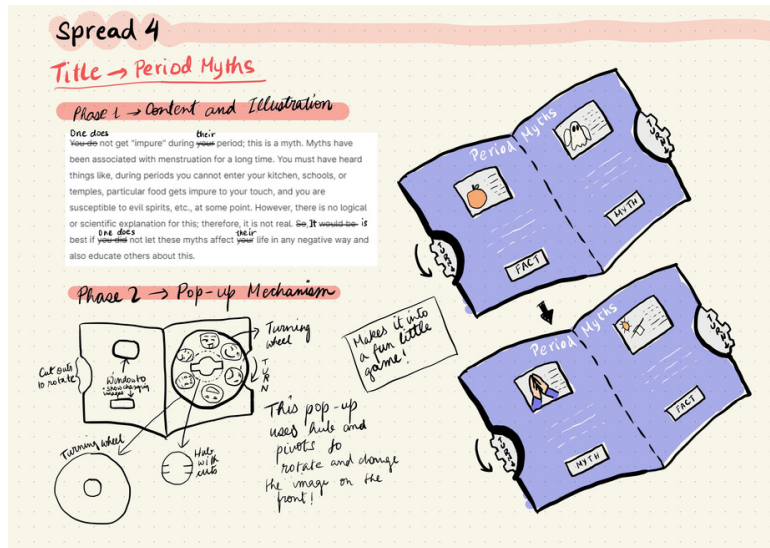 Spread 4
Title → Period Myths
Phase 1 → Content and Illustration
One does their
You do not get "impure" during your period; this is a myth. Myths have
been associated with menstruation for a long time. You must have heard
things like, during periods you cannot enter your kitchen, schools, or
temples, particular food gets impure to your touch, and you are
susceptible to evil spirits, etc., at some point. However, there is no logical
or scientific explanation for this; therefore, it is not real. So, It would be is
one does their
best if you did not let these myths affect your life in any negative way and
also educate others about this.
Phase 2 → Pop-up Mechanism
Cut outs
to rotate
Window to
show changing
images
Turning
wheel
TURN
Turning wheel
Hub
with
cuts
This pop-up
uses hub and
pivots to
rotate and change
the image on the
front!
Makes it into
a fun little
game!
Period Myths
TURN
FACT
MYTH
TURN
Period Myths
TURN
MYTH
FACT
TURN